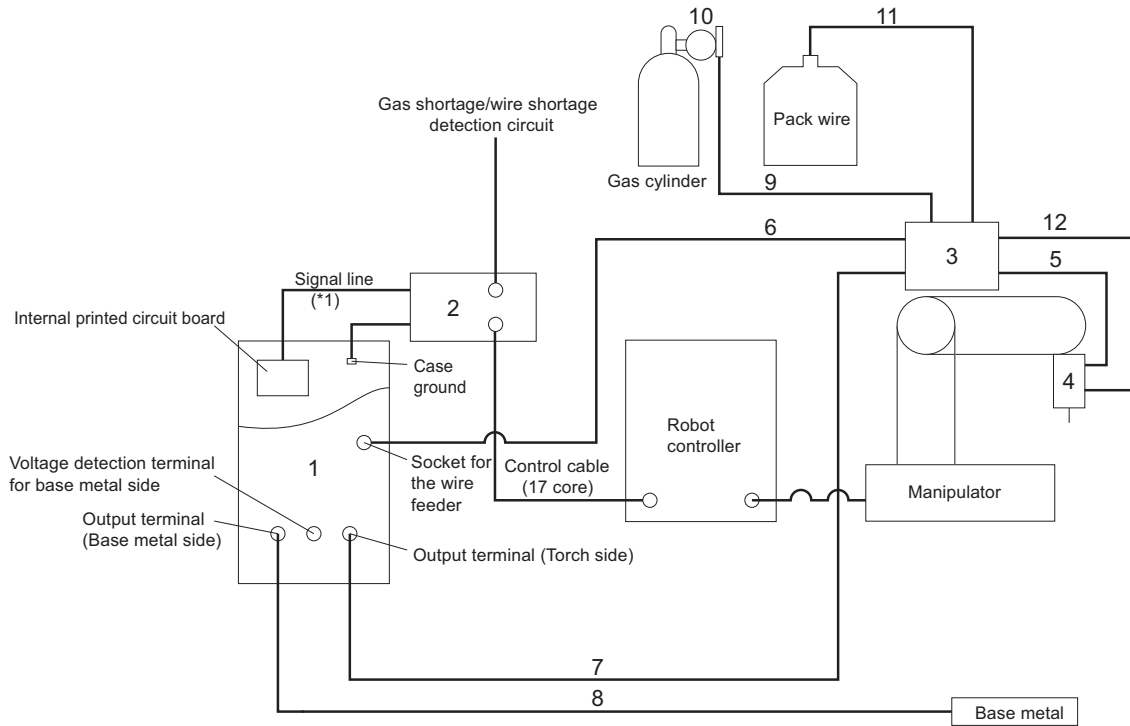 10
11
Gas shortage/wire shortage
detection circuit
Pack wire
Gas cylinder
9
6
12
3
5
Signal line
(*1)
2
Internal printed circuit board
Case
ground
4
Robot
controller
Voltage detection terminal
for base metal side
1
Socket for
the wire
feeder
Control cable
(17 core)
Manipulator
Output terminal
(Base metal side)
Output terminal (Torch side)
7
8
Base metal